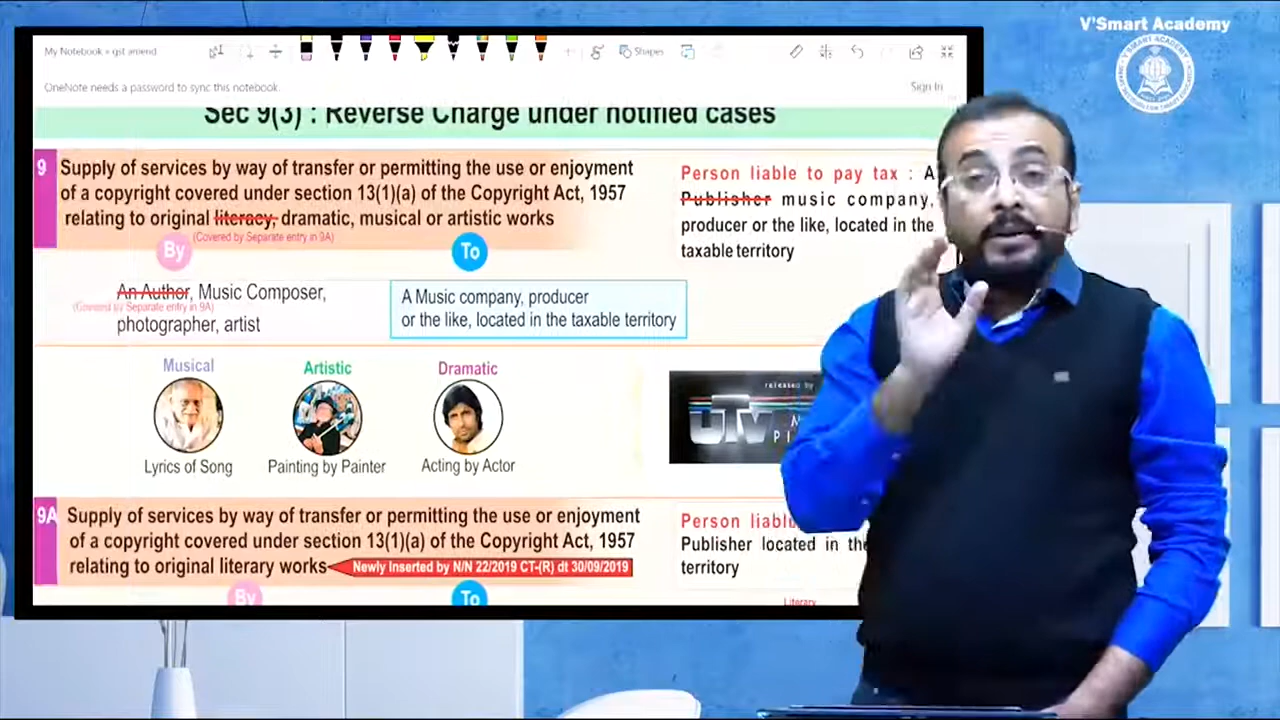 V'Smart Academy
My Notebook » gst amend
Shapes
OneNote needs a password to sync this notebook.
Sign In
Sec 9(3) : Reverse Charge under notified cases
9 Supply of services by way of transfer or permitting the use or enjoyment
of a copyright covered under section 13(1)(a) of the Copyright Act, 1957
relating to original literacy, dramatic, musical or artistic works
(Covered by Separate entry in 9A)
Person liable to pay tax : A
Publisher music company,
producer or the like, located in the
taxable territory
By
To
An Author, Music Composer,
(Covered by Separate entry in 9A)
photographer, artist
A Music company, producer
or the like, located in the taxable territory
Musical
Artistic
Dramatic
Lyrics of Song
Painting by Painter
Acting by Actor
released by
UTV
9A Supply of services by way of transfer or permitting the use or enjoyment
of a copyright covered under section 13(1)(a) of the Copyright Act, 1957
relating to original literary works
Newly Inserted by N/N 22/2019 CT-(R) dt 30/09/2019
Person
Publisher located in the
territory
By
To
Literary